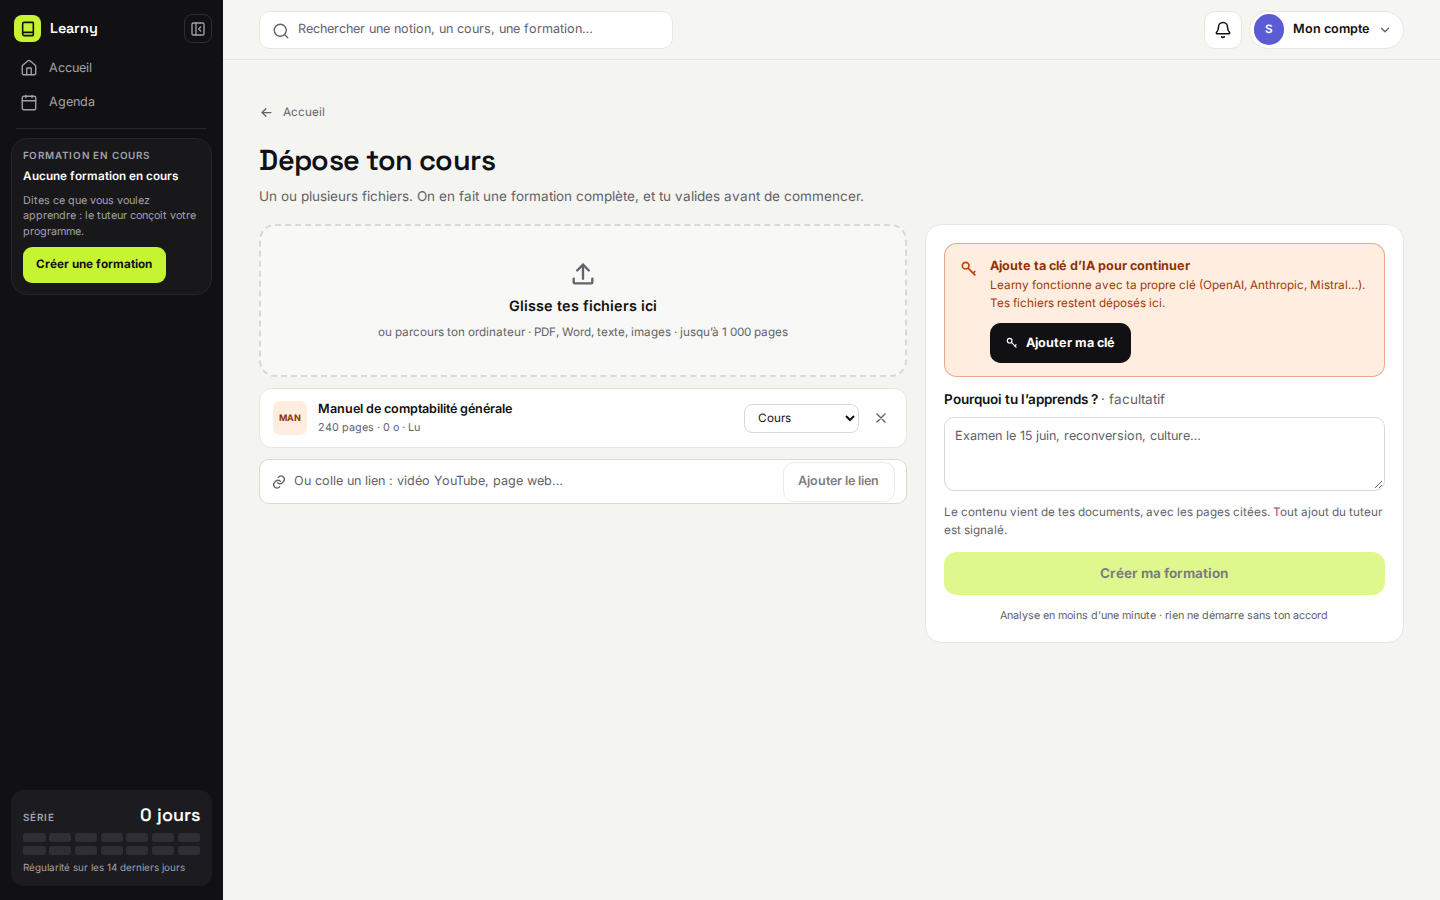 Learny
Accueil
Agenda
FORMATION EN COURS
Aucune formation en cours
Dites ce que vous voulez
apprendre : le tuteur conçoit votre
programme.
Créer une formation
SÉRIE
0 jours
Régularité sur les 14 derniers jours
Rechercher une notion, un cours, une formation...
S
Mon compte
Accueil
Dépose ton cours
Un ou plusieurs fichiers. On en fait une formation complète, et tu valides avant de commencer.
Glisse tes fichiers ici
ou parcours ton ordinateur · PDF, Word, texte, images · jusqu’à 1 000 pages
MAN
Manuel de comptabilité générale
240 pages · 0 o · Lu
Cours
Ou colle un lien : vidéo YouTube, page web...
Ajouter le lien
Ajoute ta clé d’IA pour continuer
Learny fonctionne avec ta propre clé (OpenAI, Anthropic, Mistral...).
Tes fichiers restent déposés ici.
Ajouter ma clé
Pourquoi tu l’apprends ? · facultatif
Examen le 15 juin, reconversion, culture...
Le contenu vient de tes documents, avec les pages citées. Tout ajout du tuteur
est signalé.
Créer ma formation
Analyse en moins d’une minute · rien ne démarre sans ton accord